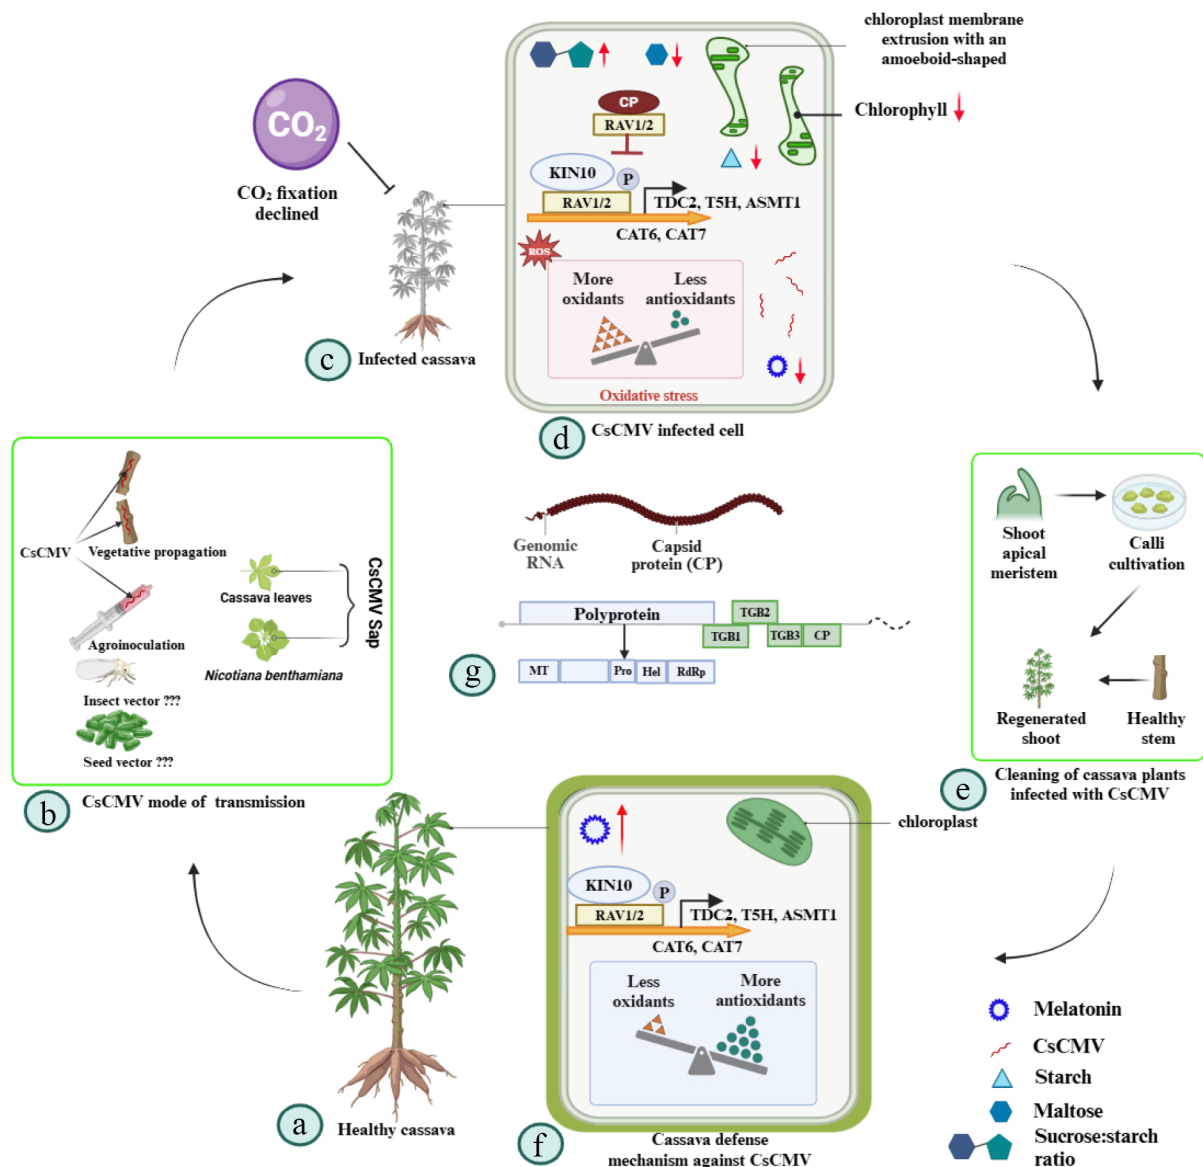 chloroplast membrane
extrusion with an
amoeboid-shaped
Chlorophyll
CO₂
CO₂ fixation
declined
CP
RAV1/2
KIN10
P
RAV1/2
TDC2, T5H, ASMT1
CAT6, CAT7
ROS
More
oxidants
Less
antioxidants
Oxidative stress
c
Infected cassava
d
CsCMV infected cell
CsCMV
Vegetative propagation
Agroinoculation
Insect vector ???
Seed vector ???
Cassava leaves
Nicotiana benthamiana
CsCMV Sap
b
CsCMV mode of transmission
Genomic
RNA
Capsid
protein (CP)
Polyprotein
TGB1
TGB2
TGB3
CP
MT
Pro
Hel
RdRp
g
Shoot
apical
meristem
Calli
cultivation
Regenerated
shoot
Healthy
stem
e
Cleaning of cassava plants
infected with CsCMV
chloroplast
KIN10
P
RAV1/2
TDC2, T5H, ASMT1
CAT6, CAT7
Less
oxidants
More
antioxidants
a
Healthy cassava
f
Cassava defense
mechanism against CsCMV
Melatonin
CsCMV
Starch
Maltose
Sucrose:starch
ratio